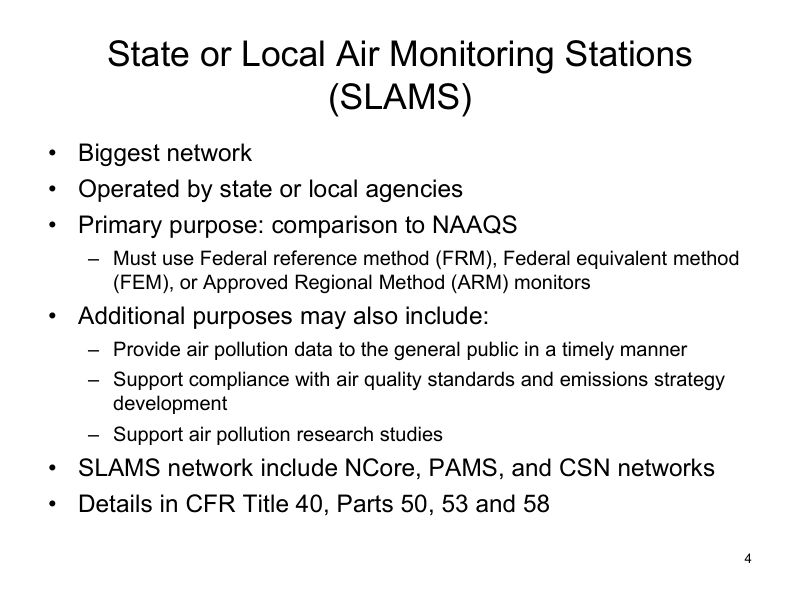 State or Local Air Monitoring Stations
(SLAMS)
• Biggest network
• Operated by state or local agencies
• Primary purpose: comparison to NAAQS
– Must use Federal reference method (FRM), Federal equivalent method
(FEM), or Approved Regional Method (ARM) monitors
• Additional purposes may also include:
– Provide air pollution data to the general public in a timely manner
– Support compliance with air quality standards and emissions strategy
development
– Support air pollution research studies
• SLAMS network include NCore, PAMS, and CSN networks
• Details in CFR Title 40, Parts 50, 53 and 58
4